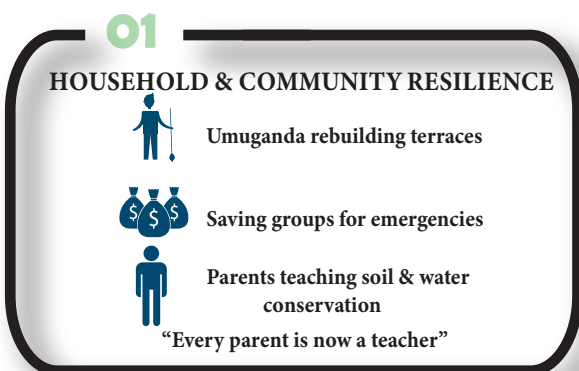 01
HOUSEHOLD & COMMUNITY RESILIENCE
Umuganda rebuilding terraces
$ $ $
Saving groups for emergencies
Parents teaching soil & water
conservation
“Every parent is now a teacher”